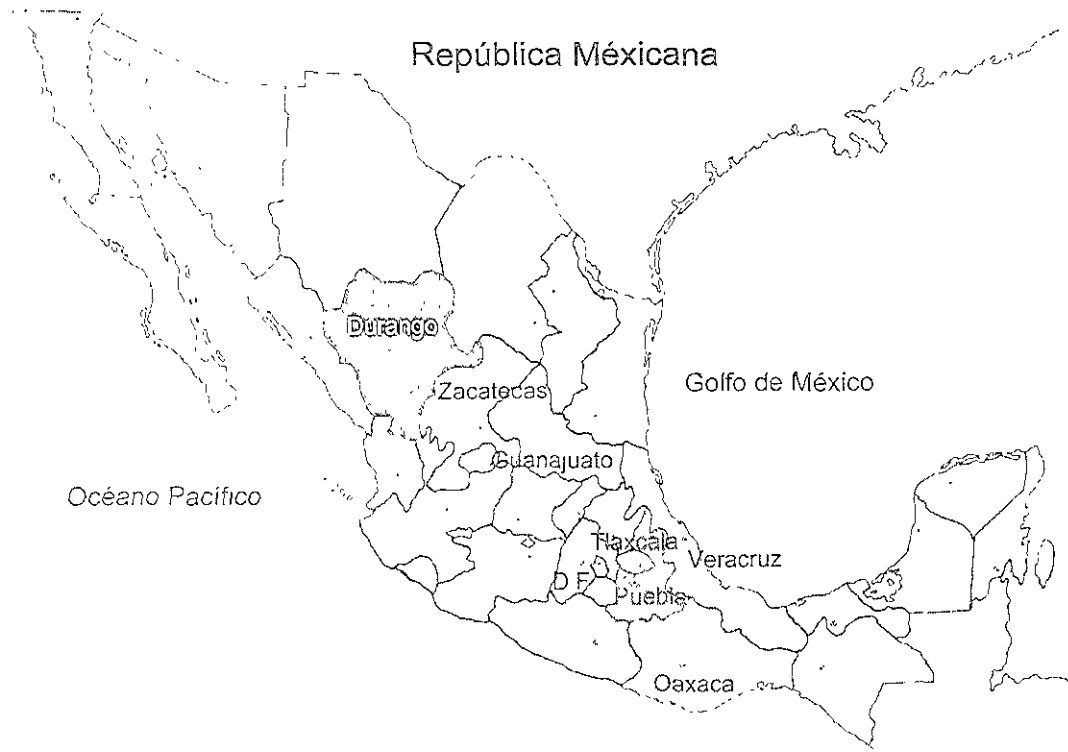 República Méxicana
Durango
Zacatecas
Golfo de México
Guanajuato
Océano Pacífico
Tlaxcala
Veracruz
D F
Puebla
Oaxaca